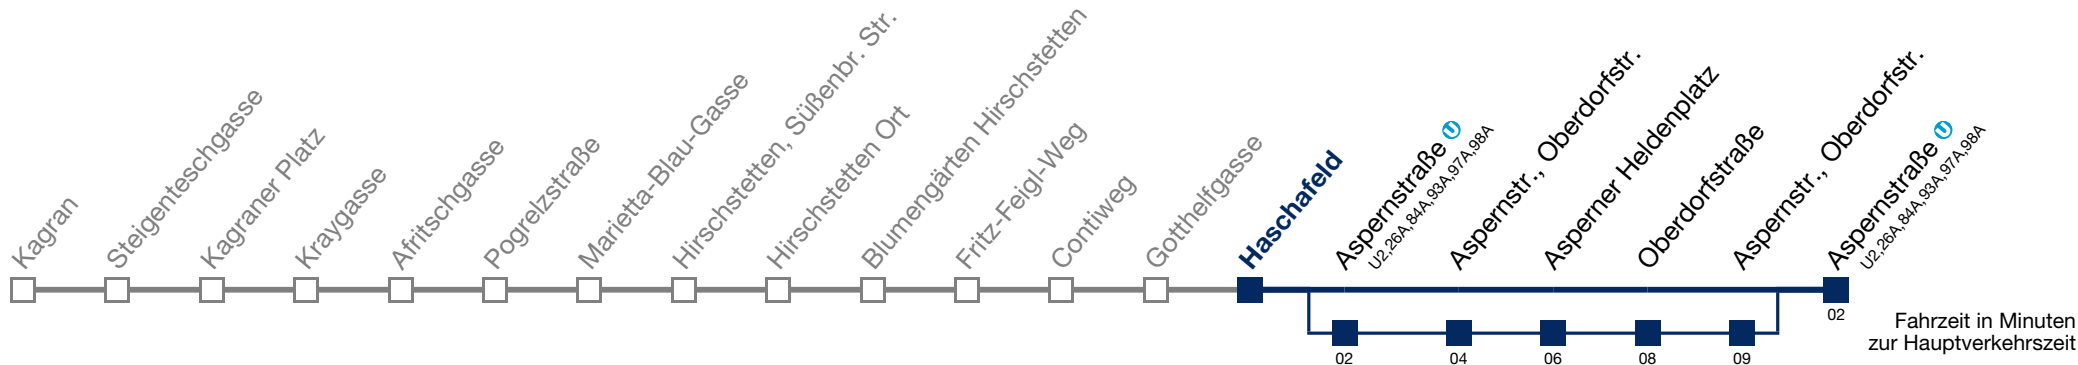 Kagran
Steigenteschgasse
Kagraner Platz
Kraygasse
Afritschgasse
Pogrelzstraße
Marietta-Blau-Gasse
Hirschstetten, Süßenbr. Str.
Hirschstetten Ort
Blumengärten Hirschstetten
Fritz-Feigl-Weg
Contiweg
Gotthelfgasse
Haschafeld
Aspernstraße U
U2,26A,84A,93A,97A,98A
Aspernstr., Oberdorfstr.
Asperner Heldenplatz
Oberdorfstraße
Aspernstr., Oberdorfstr.
Aspernstraße U
U2,26A,84A,93A,97A,98A
02
04
06
08
09
02
Fahrzeit in Minuten
zur Hauptverkehrszeit